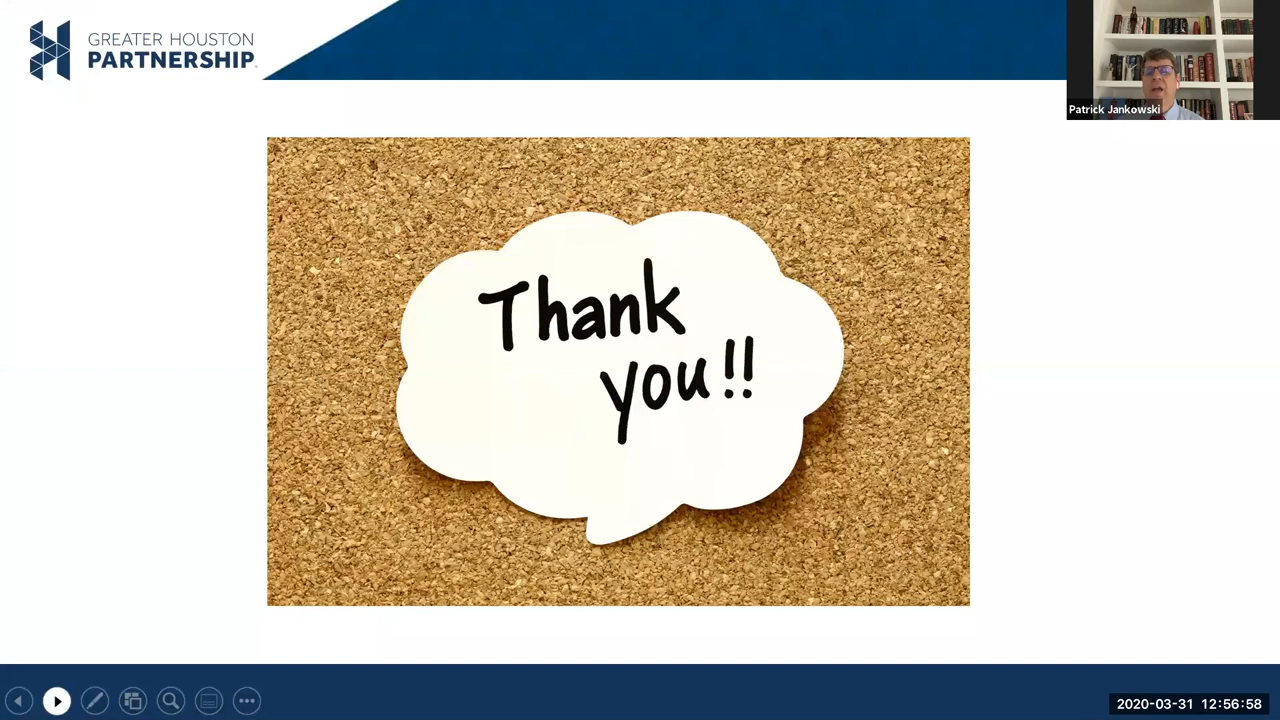 GREATER HOUSTON
PARTNERSHIP
Patrick Jankowski
Thank
you!!
2020-03-31 12:56:58